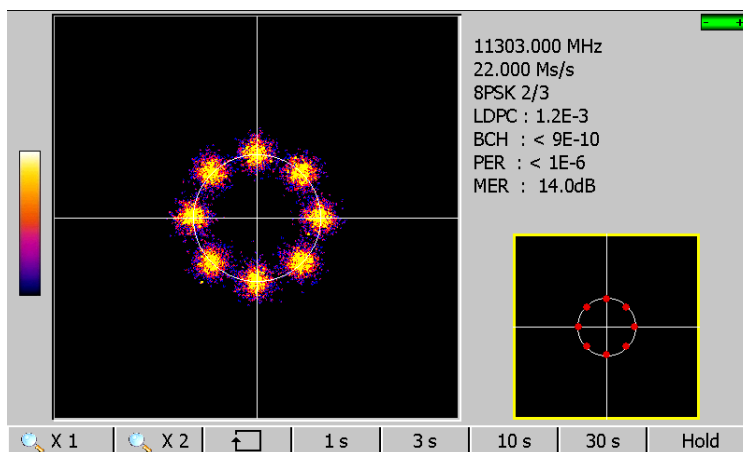 - +
11303.000 MHz
22.000 Ms/s
8PSK 2/3
LDPC : 1.2E-3
BCH : < 9E-10
PER : < 1E-6
MER : 14.0dB
X 1 X 2 1 s 3 s 10 s 30 s Hold